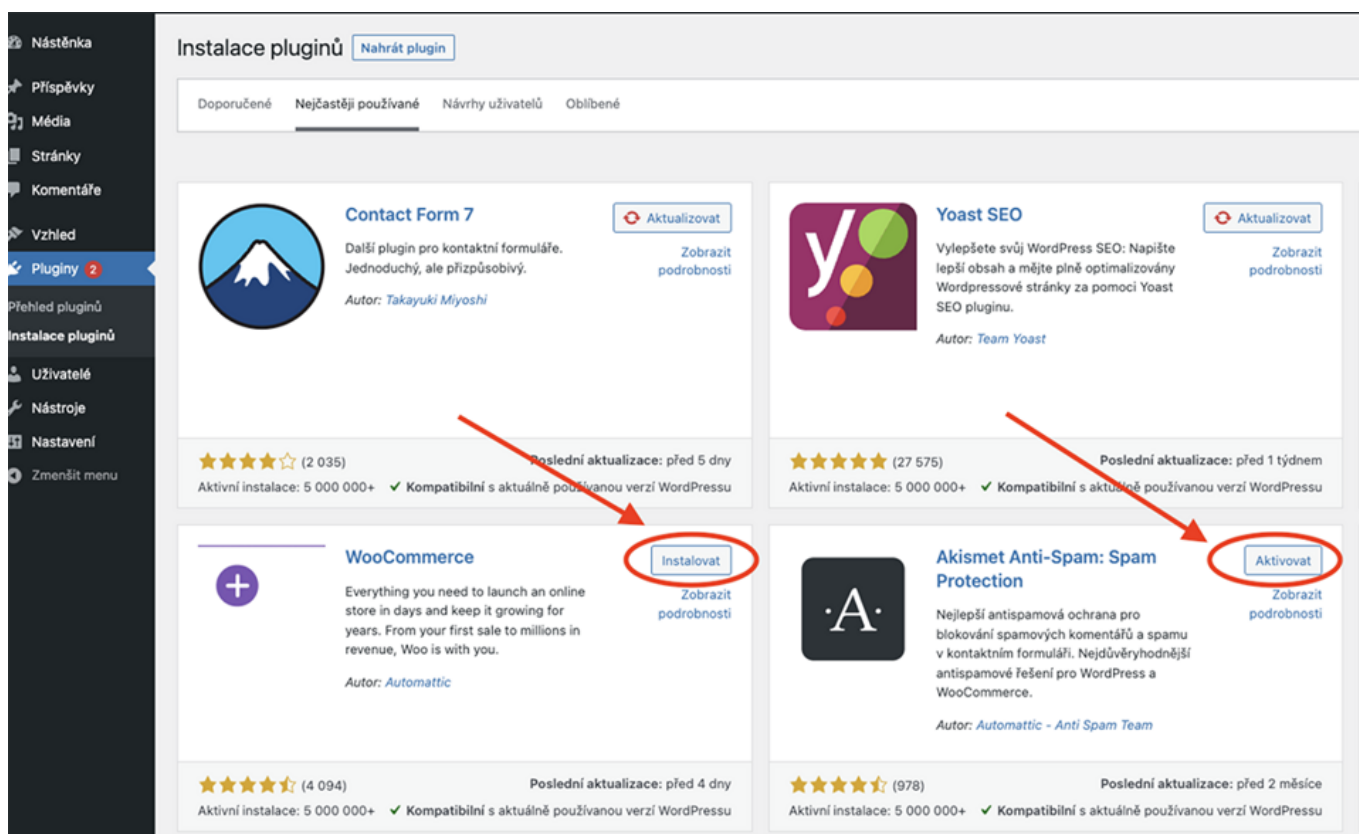 Nástěnka
Příspěvky
Média
Stránky
Komentáře
Vzhled
Pluginy 2
Přehled pluginů
Instalace pluginů
Uživatelé
Nástroje
Nastavení
Zmenšit menu
Instalace pluginů Nahrát plugin
Doporučené Nejčastěji používané Návrhy uživatelů Oblíbené
Contact Form 7
Aktualizovat
Další plugin pro kontaktní formuláře.
Jednoduchý, ale přizpůsobivý.
Zobrazit
podrobnosti
Autor: Takayuki Miyoshi
(2 035)
Poslední aktualizace: před 5 dny
Aktivní instalace: 5 000 000+
✓ Kompatibilní s aktuálně používanou verzí WordPressu
y
Yoast SEO
Aktualizovat
Vylepšete svůj WordPress SEO: Napište
lepší obsah a mějte plně optimalizovány
Wordpressové stránky za pomoci Yoast
SEO pluginu.
Zobrazit
podrobnosti
Autor: Team Yoast
(27 575)
Poslední aktualizace: před 1 týdnem
Aktivní instalace: 5 000 000+
✓ Kompatibilní s aktuálně používanou verzí WordPressu
WooCommerce
Instalovat
Everything you need to launch an online
store in days and keep it growing for
years. From your first sale to millions in
revenue, Woo is with you.
Zobrazit
podrobnosti
Autor: Automattic
(4 094)
Poslední aktualizace: před 4 dny
Aktivní instalace: 5 000 000+
✓ Kompatibilní s aktuálně používanou verzí WordPressu
·A·
Akismet Anti-Spam: Spam
Protection
Aktivovat
Nejlepší antispamová ochrana pro
blokování spamových komentářů a spamu
v kontaktním formuláři. Nejdůvěryhodnější
antispamové řešení pro WordPress a
WooCommerce.
Zobrazit
podrobnosti
Autor: Automattic - Anti Spam Team
(978)
Poslední aktualizace: před 2 měsíce
Aktivní instalace: 5 000 000+
✓ Kompatibilní s aktuálně používanou verzí WordPressu